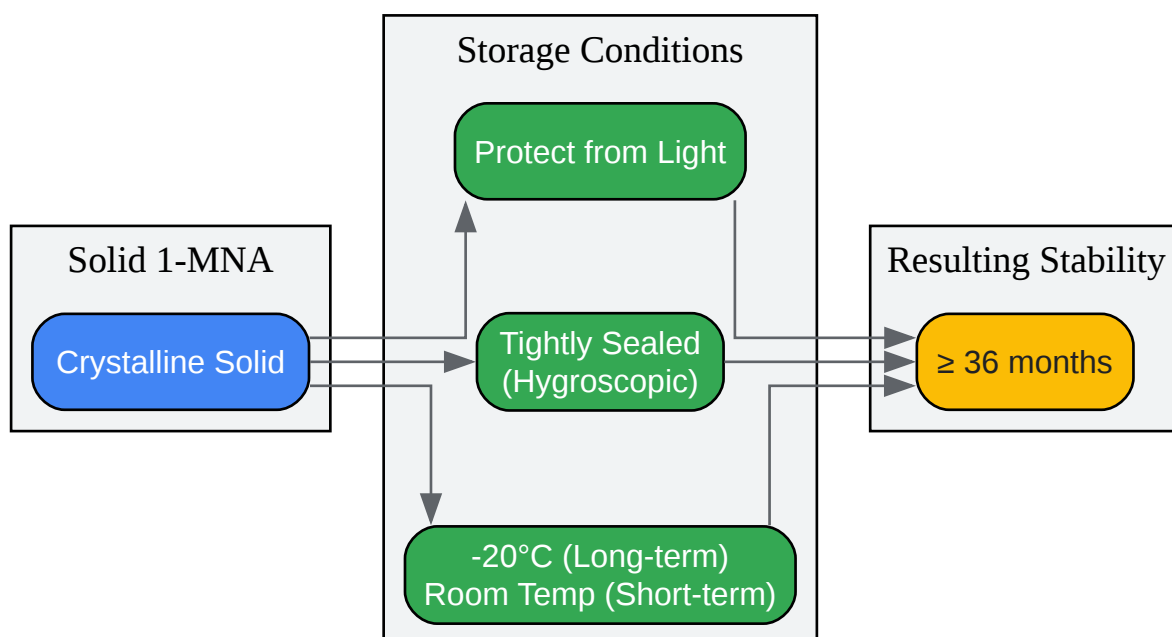 Storage Conditions
Protect from Light
Solid 1-MNA
Crystalline Solid
Tightly Sealed
(Hygroscopic)
-20°C (Long-term)
Room Temp (Short-term)
Resulting Stability
≥ 36 months